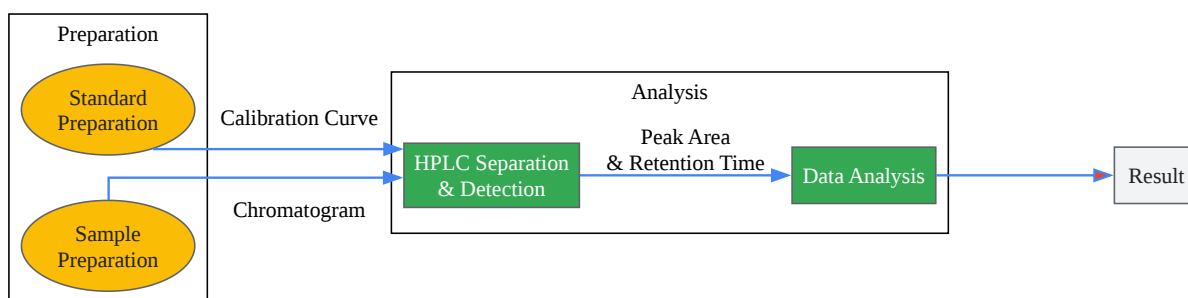 Preparation
Standard
Preparation
Sample
Preparation
Calibration Curve
Chromatogram
Analysis
HPLC Separation
& Detection
Peak Area
& Retention Time
Data Analysis
Result